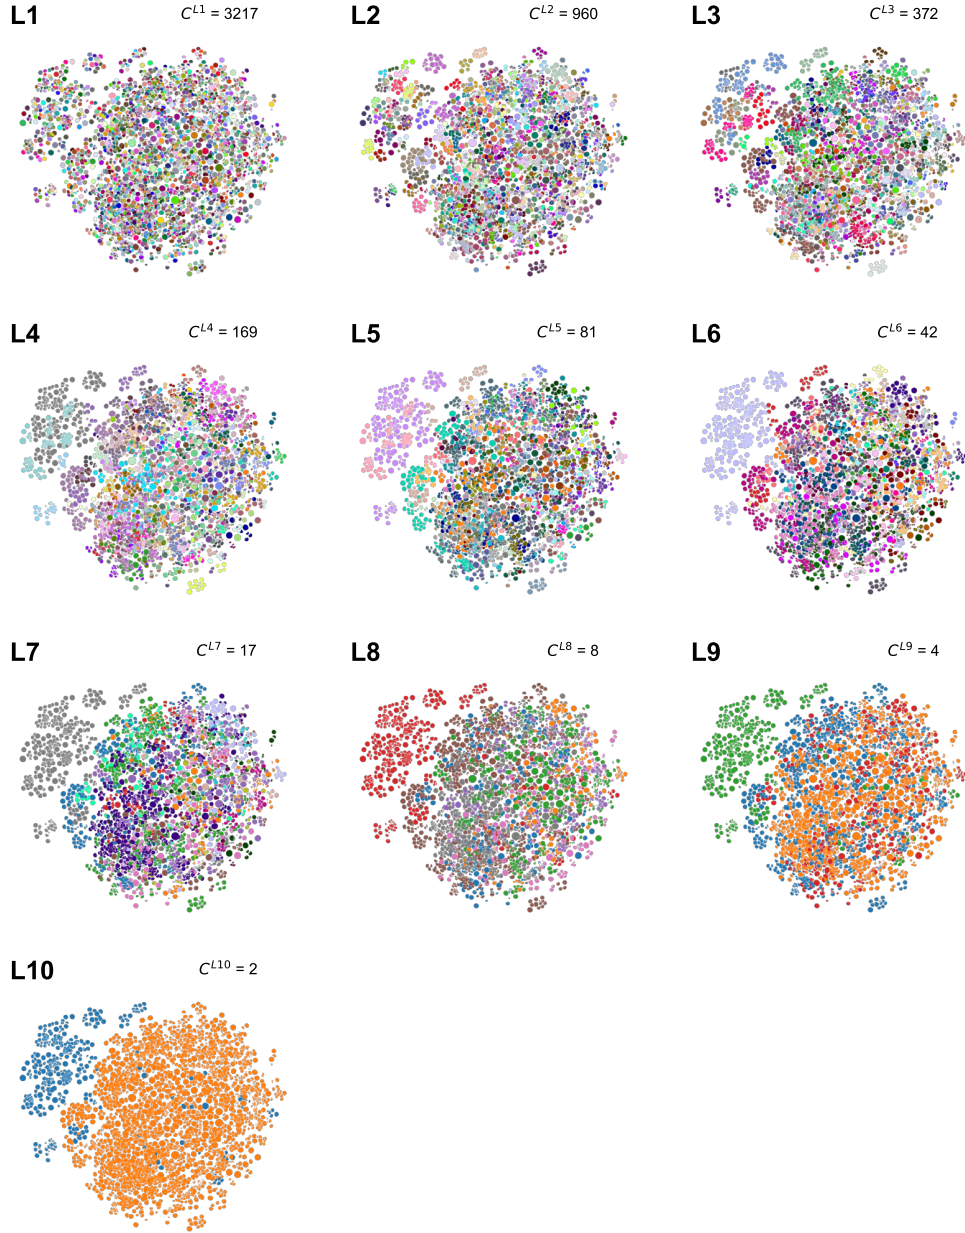 L1 C^L1 = 3217
L2 C^L2 = 960
L3 C^L3 = 372
L4 C^L4 = 169
L5 C^L5 = 81
L6 C^L6 = 42
L7 C^L7 = 17
L8 C^L8 = 8
L9 C^L9 = 4
L10 C^L10 = 2